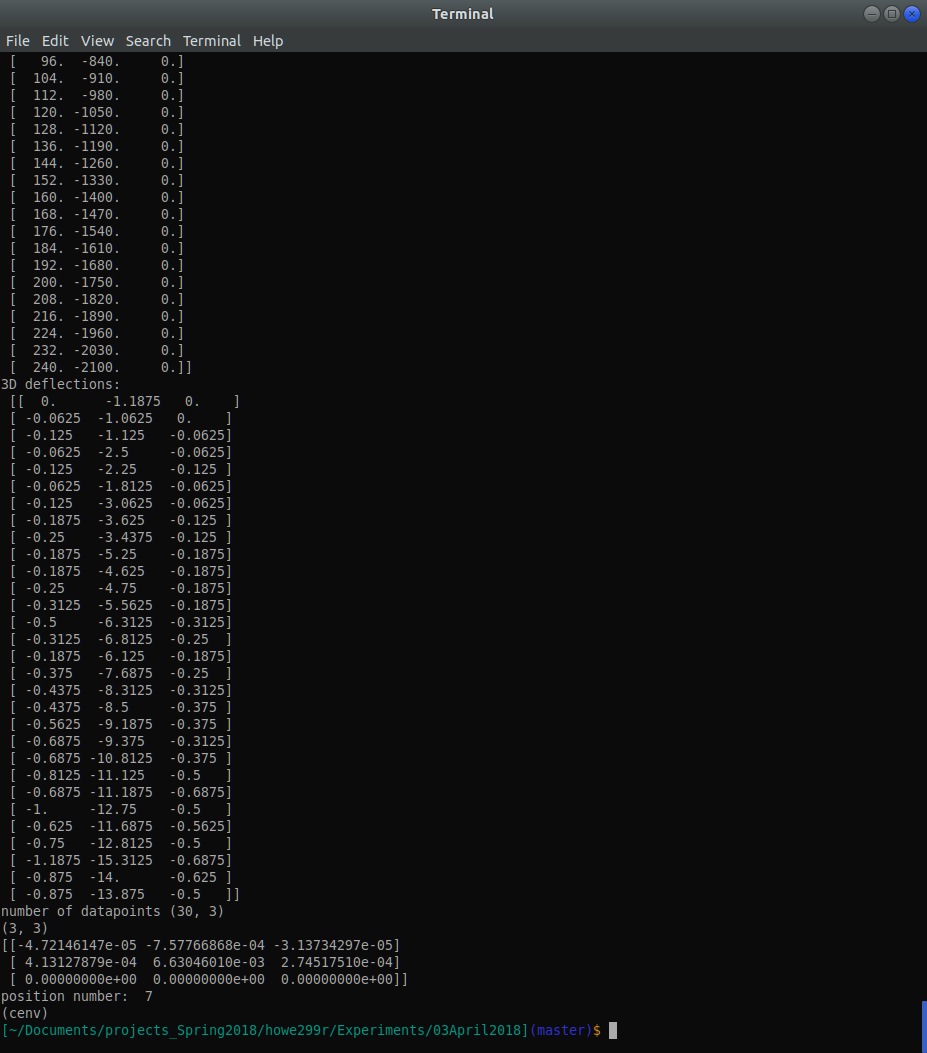 Terminal
File Edit View Search Terminal Help
[   96.  -840.     0.]
[  104.  -910.     0.]
[  112.  -980.     0.]
[  120. -1050.     0.]
[  128. -1120.     0.]
[  136. -1190.     0.]
[  144. -1260.     0.]
[  152. -1330.     0.]
[  160. -1400.     0.]
[  168. -1470.     0.]
[  176. -1540.     0.]
[  184. -1610.     0.]
[  192. -1680.     0.]
[  200. -1750.     0.]
[  208. -1820.     0.]
[  216. -1890.     0.]
[  224. -1960.     0.]
[  232. -2030.     0.]
[  240. -2100.     0.]]
3D deflections:
[[  0.      -1.1875   0.    ]
[ -0.0625  -1.0625   0.    ]
[ -0.125   -1.125   -0.0625]
[ -0.0625  -2.5     -0.0625]
[ -0.125   -2.25    -0.125 ]
[ -0.0625  -1.8125  -0.0625]
[ -0.125   -3.0625  -0.0625]
[ -0.1875  -3.625   -0.125 ]
[ -0.25    -3.4375  -0.125 ]
[ -0.1875  -5.25    -0.1875]
[ -0.1875  -4.625   -0.1875]
[ -0.25    -4.75    -0.1875]
[ -0.3125  -5.5625  -0.1875]
[ -0.5     -6.3125  -0.3125]
[ -0.3125  -6.8125  -0.25  ]
[ -0.1875  -6.125   -0.1875]
[ -0.375   -7.6875  -0.25  ]
[ -0.4375  -8.3125  -0.3125]
[ -0.4375  -8.5     -0.375 ]
[ -0.5625  -9.1875  -0.375 ]
[ -0.6875  -9.375   -0.3125]
[ -0.6875 -10.8125  -0.375 ]
[ -0.8125 -11.125   -0.5   ]
[ -0.6875 -11.1875  -0.6875]
[ -1.     -12.75    -0.5   ]
[ -0.625  -11.6875  -0.5625]
[ -0.75   -12.8125  -0.5   ]
[ -1.1875 -15.3125  -0.6875]
[ -0.875  -14.      -0.625 ]
[ -0.875  -13.875   -0.5   ]]
number of datapoints (30, 3)
(3, 3)
[[-4.72146147e-05 -7.57766868e-04 -3.13734297e-05]
[ 4.13127879e-04  6.63046010e-03  2.74517510e-04]
[ 0.00000000e+00  0.00000000e+00  0.00000000e+00]]
position number:  7
(cenv)
[~/Documents/projects_Spring2018/howe299r/Experiments/03April2018](master)$